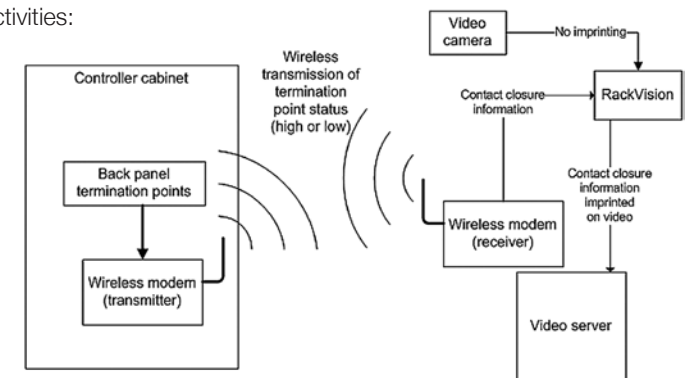 ctivities:
Controller cabinet
Back panel
termination points
Wireless modem
(transmitter)
Wireless
transmission of
termination
point status
(high or low)
Video
camera
No imprinting
RackVision
Contact closure
information
Wireless modem
(receiver)
Contact closure
information
imprinted
on video
Video server